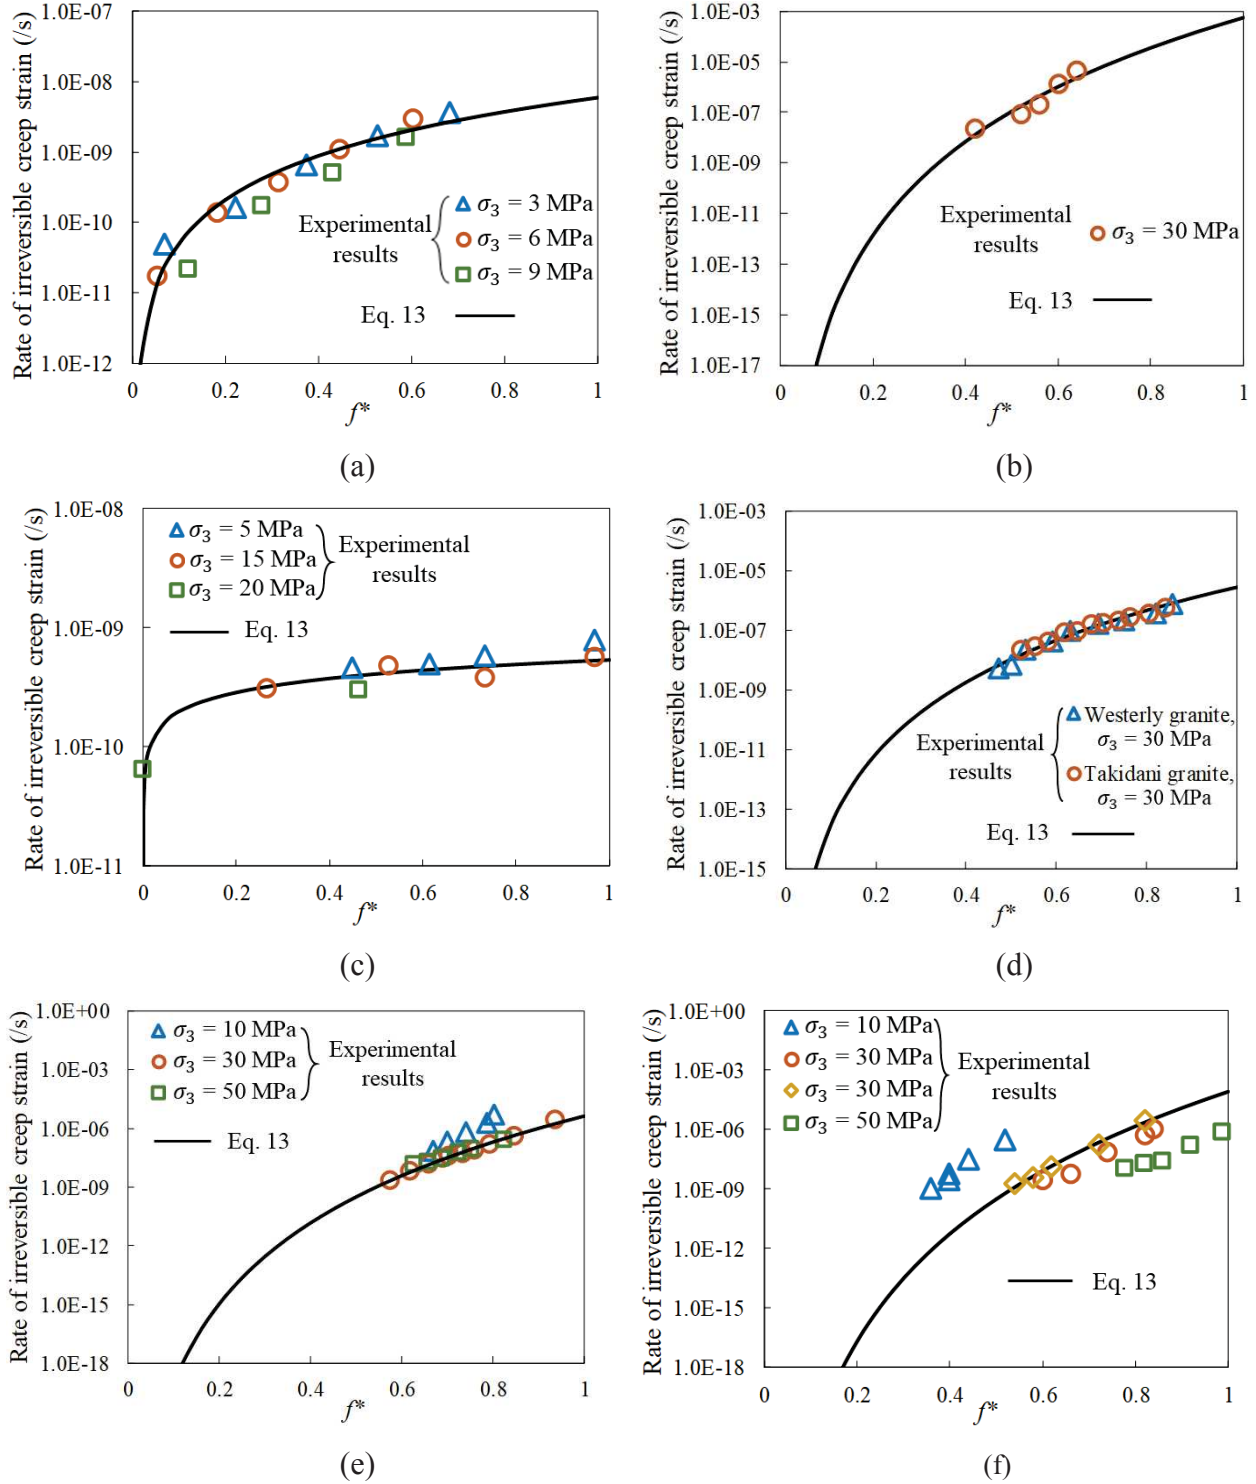 Rate of irreversible creep strain (/s)
1.0E-07
1.0E-08
1.0E-09
1.0E-10
1.0E-11
1.0E-12
0 0.2 0.4 0.6 0.8 1
f*
Experimental
results
σ₃ = 3 MPa
σ₃ = 6 MPa
σ₃ = 9 MPa
Eq. 13
(a)
Rate of irreversible creep strain (/s)
1.0E-03
1.0E-05
1.0E-07
1.0E-09
1.0E-11
1.0E-13
1.0E-15
1.0E-17
0 0.2 0.4 0.6 0.8 1
f*
Experimental
results
σ₃ = 30 MPa
Eq. 13
(b)
Rate of irreversible creep strain (/s)
1.0E-08
1.0E-09
1.0E-10
1.0E-11
0 0.2 0.4 0.6 0.8 1
f*
σ₃ = 5 MPa
σ₃ = 15 MPa
σ₃ = 20 MPa
Experimental
results
Eq. 13
(c)
Rate of irreversible creep strain (/s)
1.0E-03
1.0E-05
1.0E-07
1.0E-09
1.0E-11
1.0E-13
1.0E-15
0 0.2 0.4 0.6 0.8 1
f*
Experimental
results
Westerly granite,
σ₃ = 30 MPa
Takidani granite,
σ₃ = 30 MPa
Eq. 13
(d)
Rate of irreversible creep strain (/s)
1.0E+00
1.0E-03
1.0E-06
1.0E-09
1.0E-12
1.0E-15
1.0E-18
0 0.2 0.4 0.6 0.8 1
f*
σ₃ = 10 MPa
σ₃ = 30 MPa
σ₃ = 50 MPa
Experimental
results
Eq. 13
(e)
Rate of irreversible creep strain (/s)
1.0E+00
1.0E-03
1.0E-06
1.0E-09
1.0E-12
1.0E-15
1.0E-18
0 0.2 0.4 0.6 0.8 1
f*
σ₃ = 10 MPa
σ₃ = 30 MPa
σ₃ = 30 MPa
σ₃ = 50 MPa
Experimental
results
Eq. 13
(f)